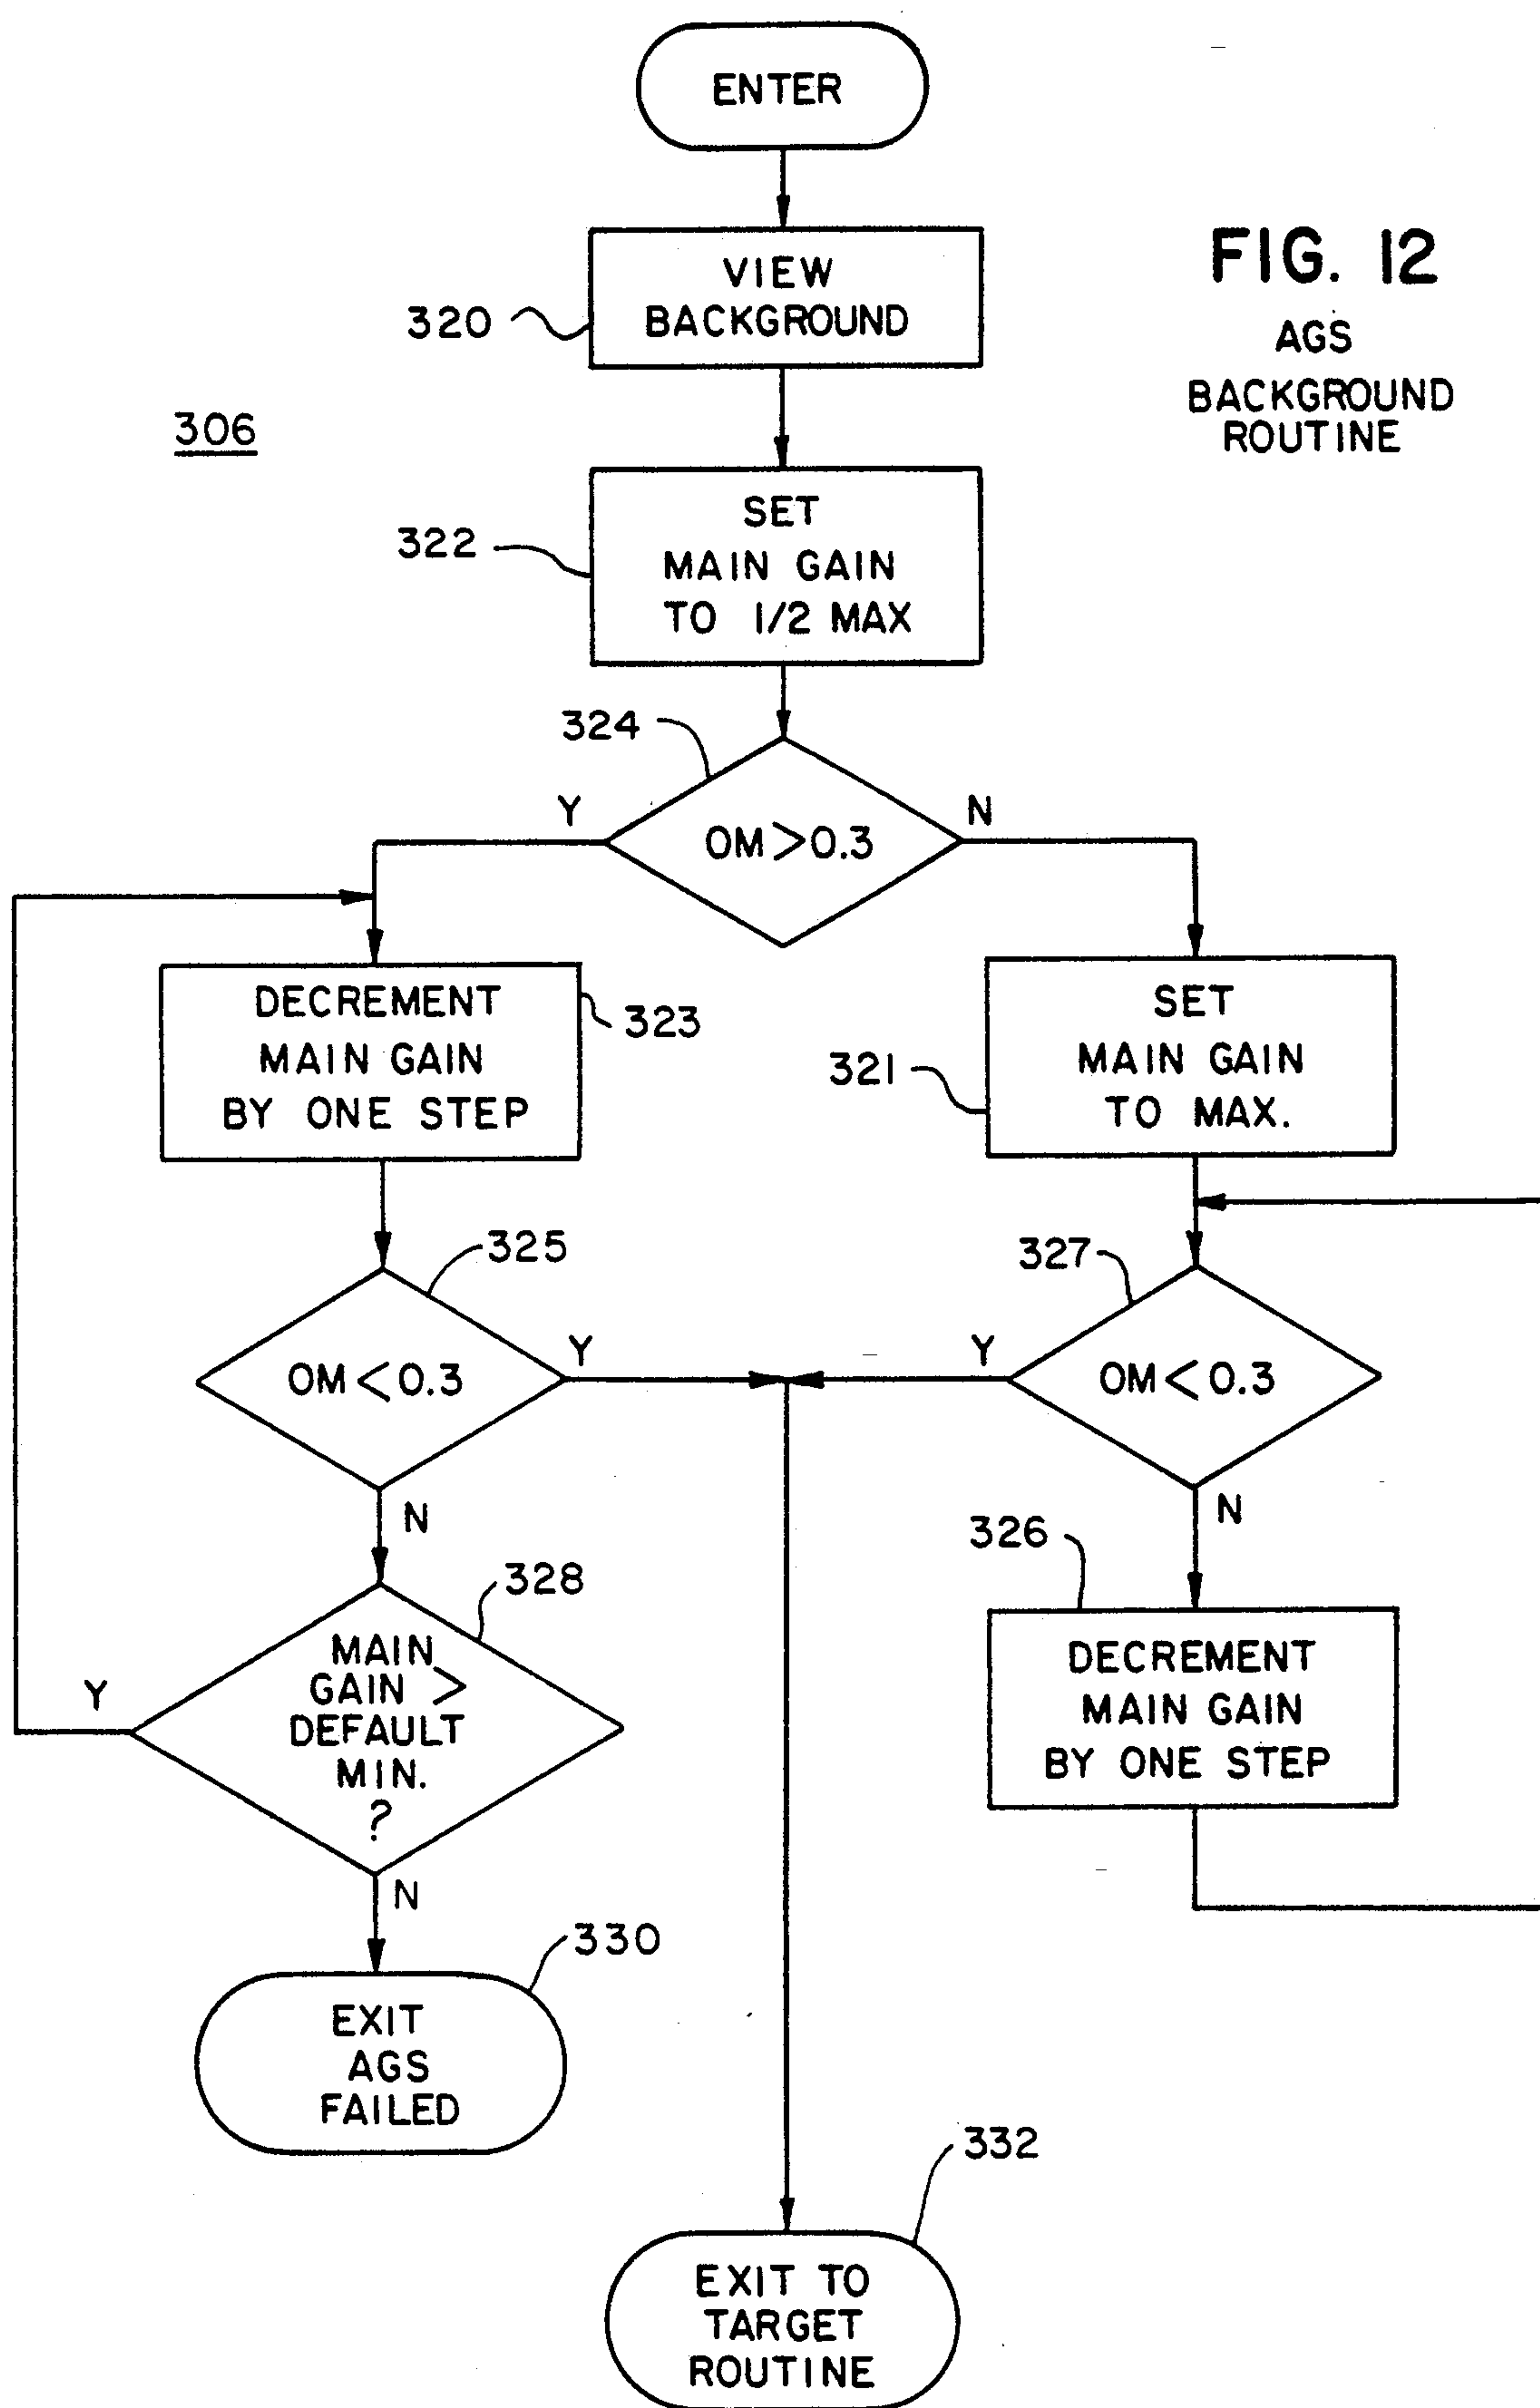 ENTER
VIEW
BACKGROUND
320
FIG. 12
AGS
BACKGROUND
ROUTINE
306
SET
MAIN GAIN
TO 1/2 MAX
322
324
Y
OM>0.3
N
DECREMENT
MAIN GAIN
BY ONE STEP
323
SET
MAIN GAIN
TO MAX.
321
325
OM<0.3
Y
N
327
Y
OM<0.3
N
328
MAIN
GAIN >
DEFAULT
MIN.
?
Y
N
326
DECREMENT
MAIN GAIN
BY ONE STEP
330
EXIT
AGS
FAILED
332
EXIT TO
TARGET
ROUTINE